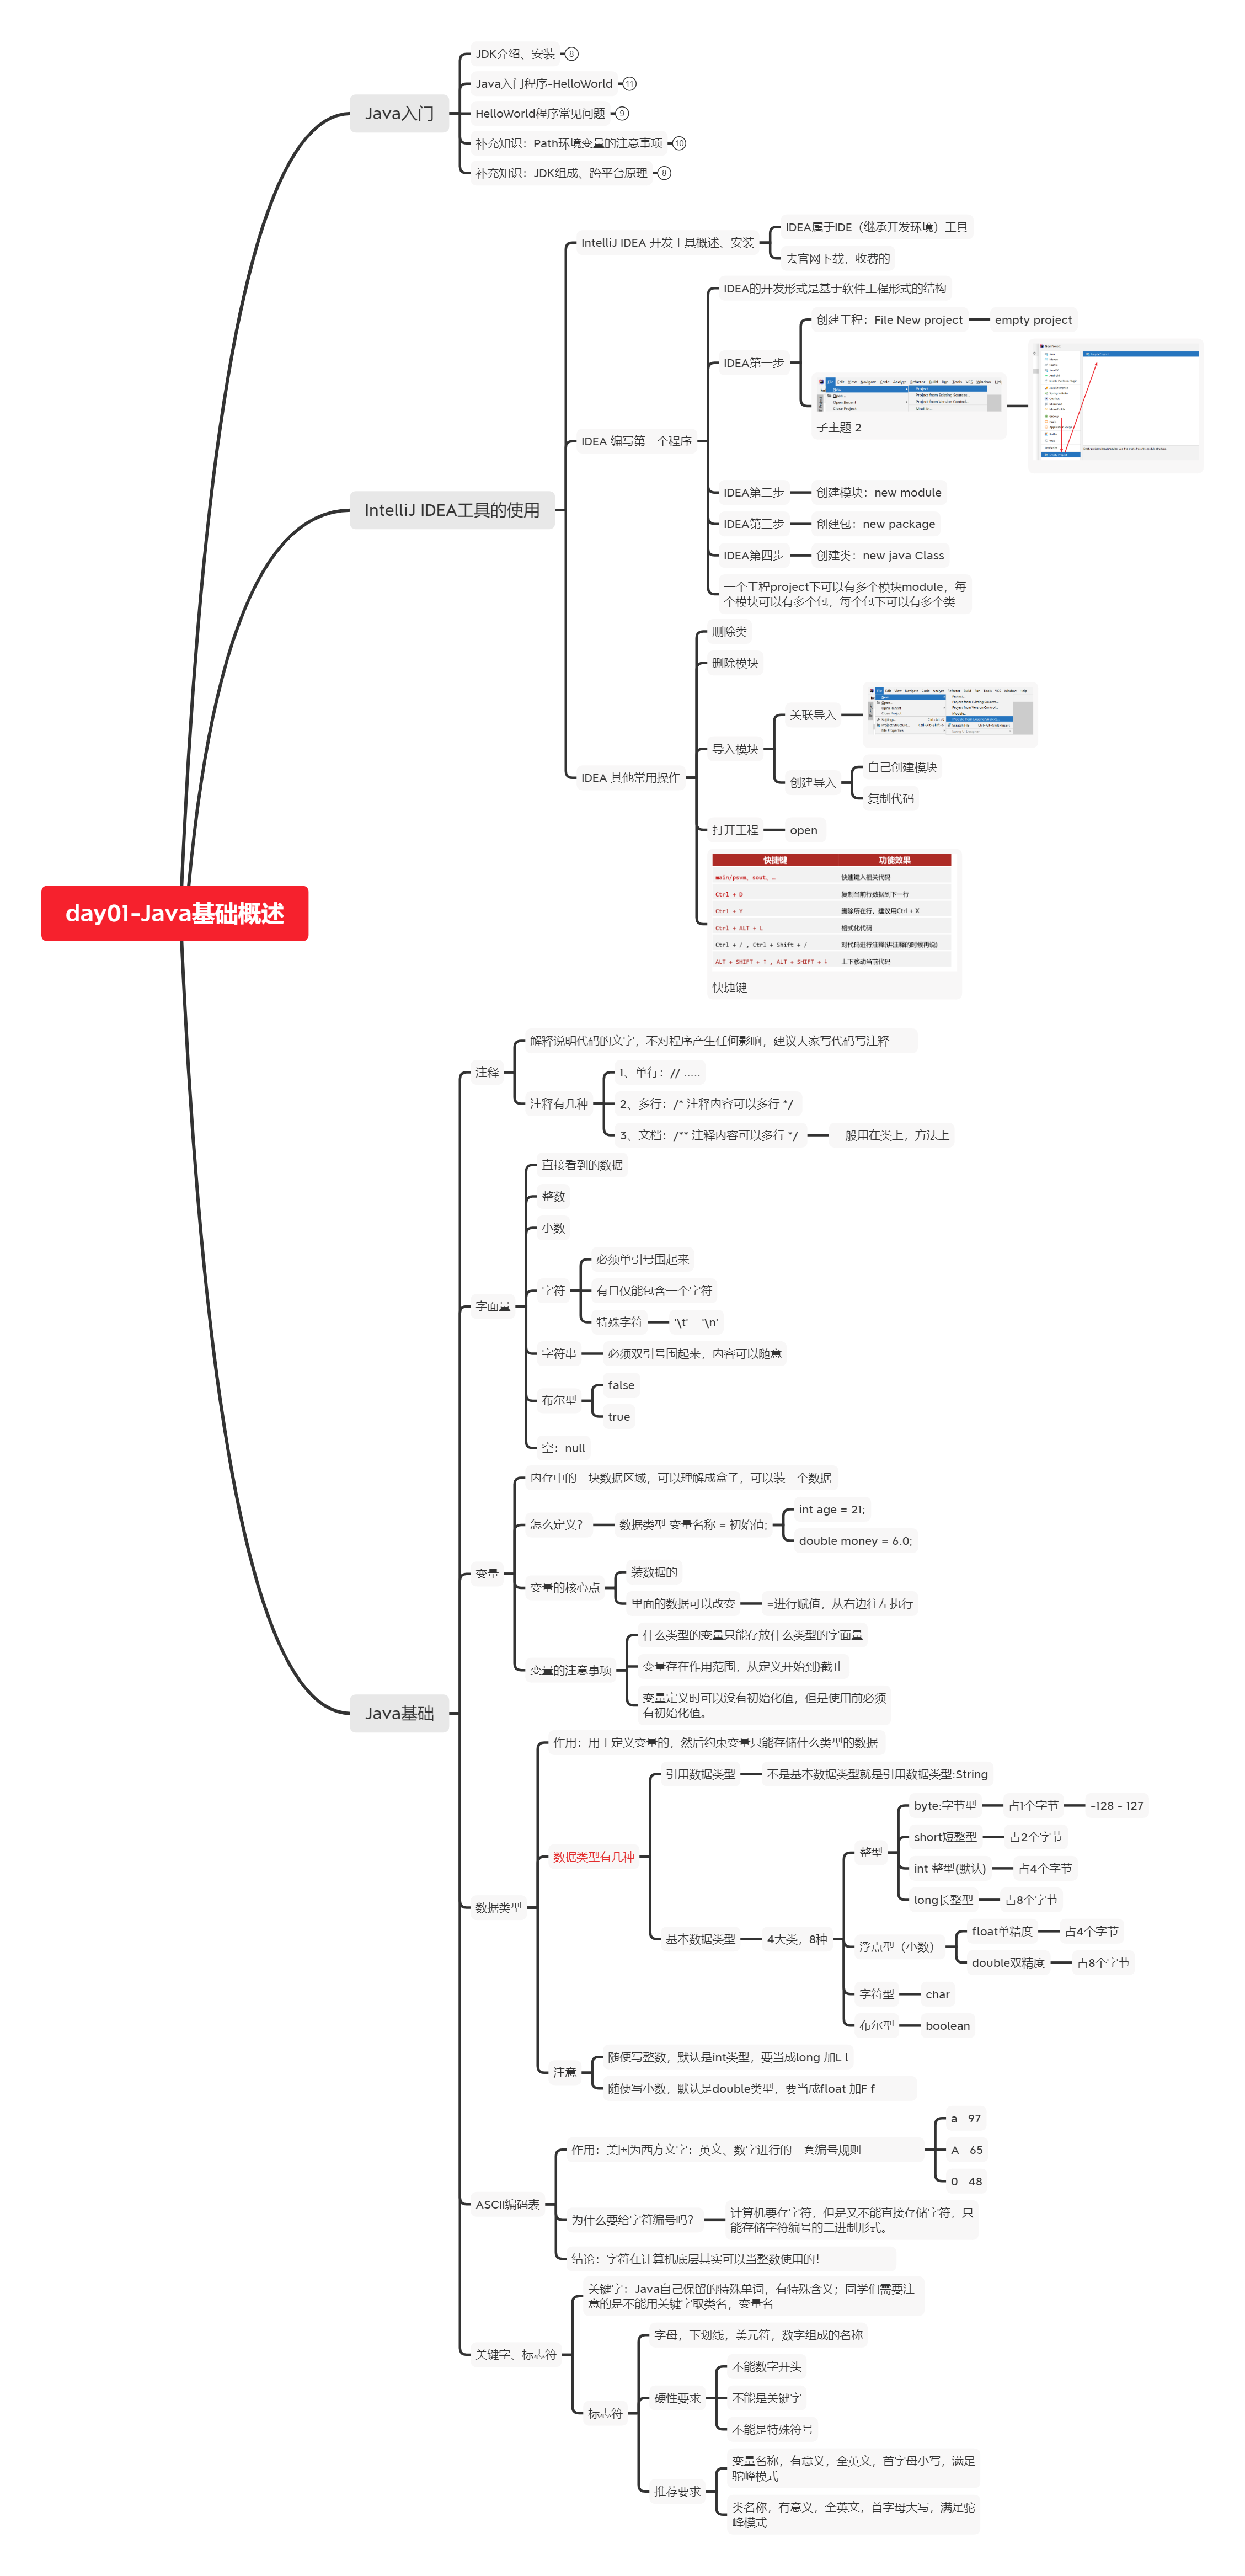 day01-Java基础概述
Java入门
JDK介绍、安装
8
Java入门程序-HelloWorld
11
HelloWorld程序常见问题
9
补充知识：Path环境变量的注意事项
10
补充知识：JDK组成、跨平台原理
8
IntelliJ IDEA工具的使用
IntelliJ IDEA 开发工具概述、安装
IDEA属于IDE（继承开发环境）工具
去官网下载，收费的
IDEA 编写第一个程序
IDEA的开发形式是基于软件工程形式的结构
IDEA第一步
创建工程：File New project
empty project
File Edit View Navigate Code Analyze Refactor Build Run Tools VCS Window Hel
New
Project...
Open...
Project from Existing Sources...
Open Recent
Project from Version Control...
Close Project
Module...
子主题 2
IDEA第二步
创建模块：new module
IDEA第三步
创建包：new package
IDEA第四步
创建类：new java Class
一个工程project下可以有多个模块module，每
个模块可以有多个包，每个包下可以有多个类
IDEA 其他常用操作
删除类
删除模块
导入模块
关联导入
File Edit View Navigate Code Analyze Refactor Build Run Tools VCS Window Help
Project...
Project from Existing Sources...
Project from Version Control...
Module...
Module from Existing Sources...
创建导入
自己创建模块
复制代码
打开工程
open
快捷键
功能效果
main/psvm、sout、…
快速键入相关代码
Ctrl + D
复制当前行数据到下一行
Ctrl + Y
删除所在行，建议用Ctrl + X
Ctrl + ALT + L
格式化代码
Ctrl + / , Ctrl + Shift + /
对代码进行注释(讲注释的时候再说)
ALT + SHIFT + ↑ , ALT + SHIFT + ↓
上下移动当前代码
快捷键
Java基础
注释
解释说明代码的文字，不对程序产生任何影响，建议大家写代码写注释
注释有几种
1、单行：// .....
2、多行：/* 注释内容可以多行 */
3、文档：/** 注释内容可以多行 */
一般用在类上，方法上
字面量
直接看到的数据
整数
小数
字符
必须单引号围起来
有且仅能包含一个字符
特殊字符
'\t' '\n'
字符串
必须双引号围起来，内容可以随意
布尔型
false
true
空：null
变量
内存中的一块数据区域，可以理解成盒子，可以装一个数据
怎么定义？
数据类型 变量名称 = 初始值;
int age = 21;
double money = 6.0;
变量的核心点
装数据的
里面的数据可以改变
=进行赋值，从右边往左执行
变量的注意事项
什么类型的变量只能存放什么类型的字面量
变量存在作用范围，从定义开始到}截止
变量定义时可以没有初始化值，但是使用前必须
有初始化值。
数据类型
作用：用于定义变量的，然后约束变量只能存储什么类型的数据
数据类型有几种
引用数据类型
不是基本数据类型就是引用数据类型:String
基本数据类型
4大类，8种
整型
byte:字节型
占1个字节
-128 - 127
short短整型
占2个字节
int 整型(默认)
占4个字节
long长整型
占8个字节
浮点型（小数）
float单精度
占4个字节
double双精度
占8个字节
字符型
char
布尔型
boolean
注意
随便写整数，默认是int类型，要当成long 加L l
随便写小数，默认是double类型，要当成float 加F f
ASCII编码表
作用：美国为西方文字：英文、数字进行的一套编号规则
a 97
A 65
0 48
为什么要给字符编号吗？
计算机要存字符，但是又不能直接存储字符，只
能存储字符编号的二进制形式。
结论：字符在计算机底层其实可以当整数使用的！
关键字、标志符
关键字：Java自己保留的特殊单词，有特殊含义；同学们需要注
意的是不能用关键字取类名，变量名
标志符
字母，下划线，美元符，数字组成的名称
硬性要求
不能数字开头
不能是关键字
不能是特殊符号
推荐要求
变量名称，有意义，全英文，首字母小写，满足
驼峰模式
类名称，有意义，全英文，首字母大写，满足驼
峰模式